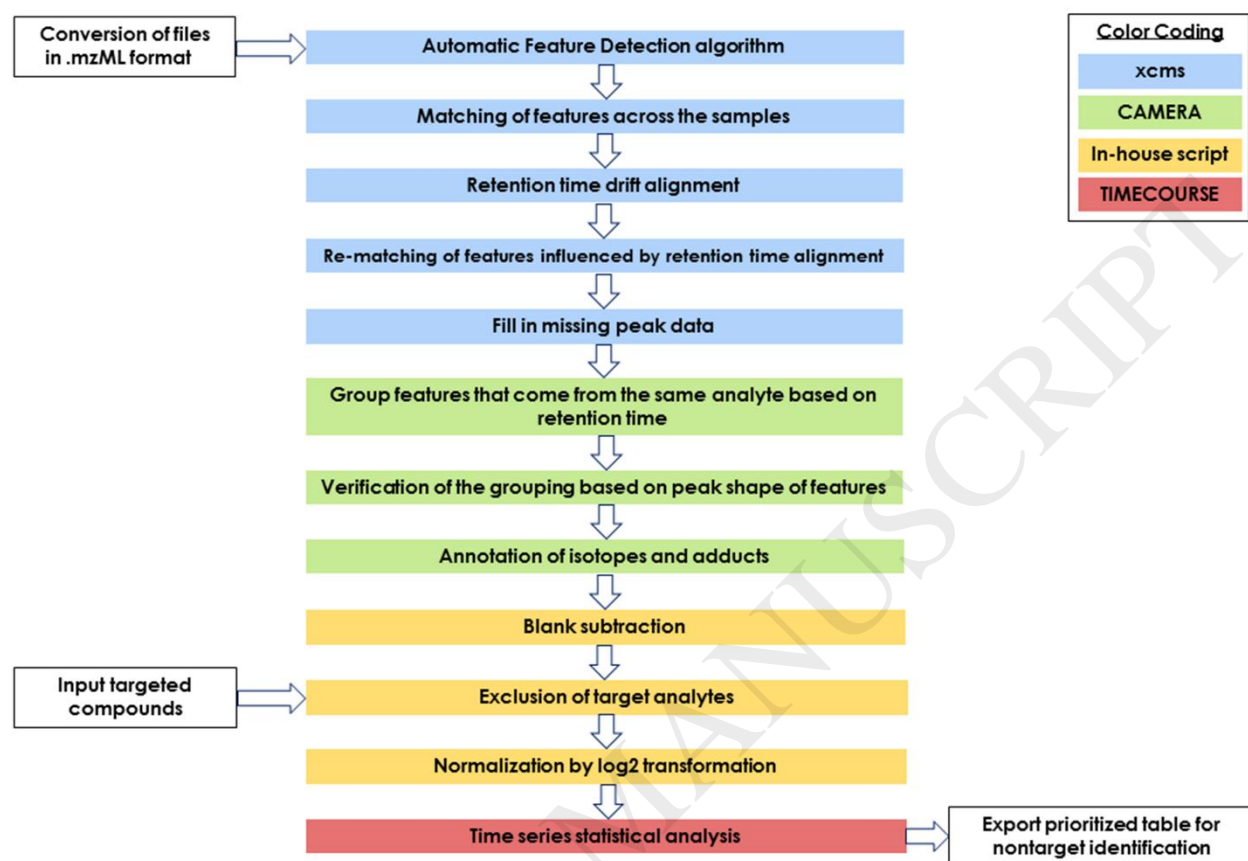 Conversion of files
in .mzML format
Automatic Feature Detection algorithm
Matching of features across the samples
Retention time drift alignment
Re-matching of features influenced by retention time alignment
Fill in missing peak data
Group features that come from the same analyte based on
retention time
Verification of the grouping based on peak shape of features
Annotation of isotopes and adducts
Blank subtraction
Input targeted
compounds
Exclusion of target analytes
Normalization by log2 transformation
Time series statistical analysis
Export prioritized table for
nontarget identification
Color Coding
xcms
CAMERA
In-house script
TIMECOURSE
MANUSCRIPT